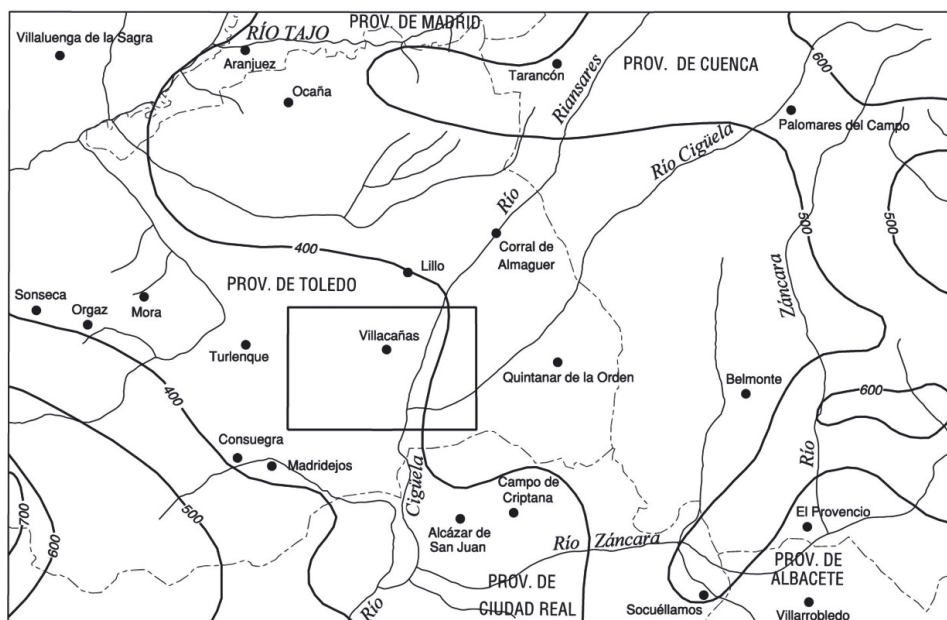 PROV. DE MADRID
Villaluenga de la Sagra
RÍO TAJO
Aranjuez
Tarancón
PROV. DE CUENCA
600
Ocaña
Riansares
Palomares del Campo
Río Cigüela
Río
500
500
400
Corral de
Almaguer
Lillo
Záncara
PROV. DE TOLEDO
Sonseca
Orgaz
Mora
Villacañas
Turlenque
Quintanar de la Orden
Belmonte
400
600
Consuegra
Madridejos
Río
Cigüela
Campo de
Criptana
700
600
500
Alcázar de
San Juan
El Provencio
Río Záncara
PROV. DE
ALBACETE
PROV. DE
CIUDAD REAL
Río
Socuéllamos
Villarrobledo